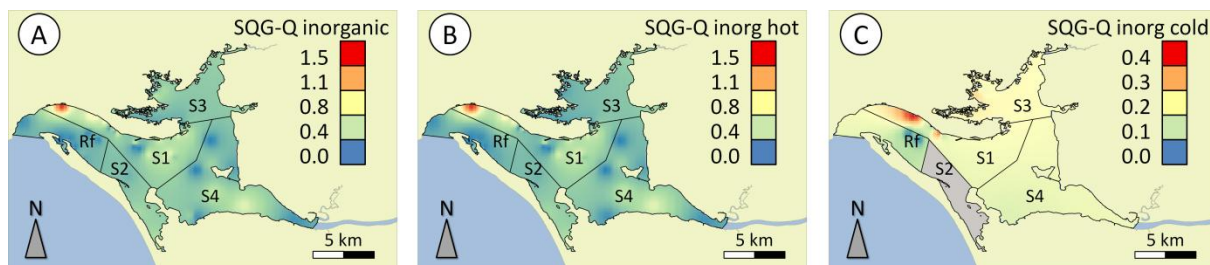 A
SQG-Q inorganic
1.5
1.1
0.8
0.4
0.0
S3
Rf
S1
S2
S4
N
5 km
B
SQG-Q inorg hot
1.5
1.1
0.8
0.4
0.0
S3
Rf
S1
S2
S4
N
5 km
C
SQG-Q inorg cold
0.4
0.3
0.2
0.1
0.0
S3
Rf
S1
S2
S4
N
5 km